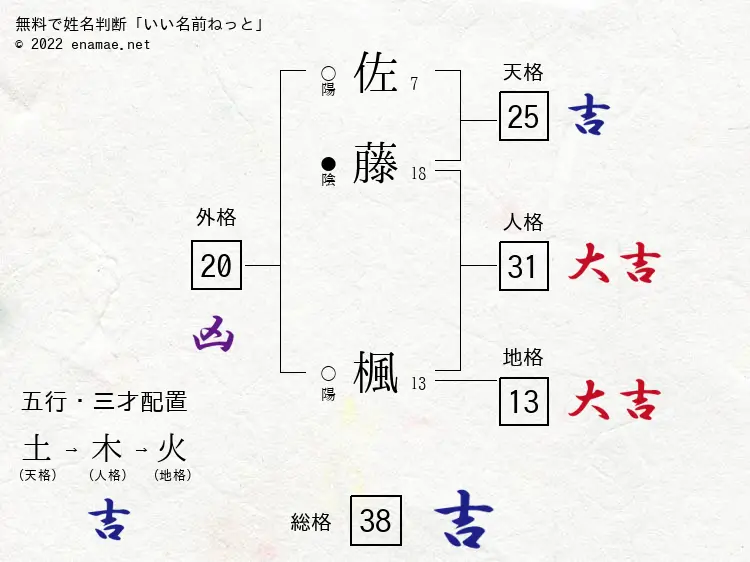 無料で姓名判断「いい名前ねっと」
© 2022 enamae.net
○陽 佐 7
●陰 藤 18
○陽 楓 13
天格
25 吉
人格
31 大吉
地格
13 大吉
外格
20
凶
五行・三才配置
土 → 木 → 火
(天格) (人格) (地格)
吉
総格 38 吉